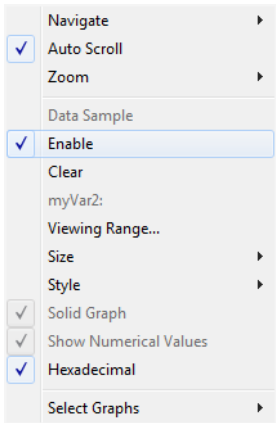 Navigate
Auto Scroll
Zoom
Data Sample
Enable
Clear
myVar2:
Viewing Range...
Size
Style
Solid Graph
Show Numerical Values
Hexadecimal
Select Graphs